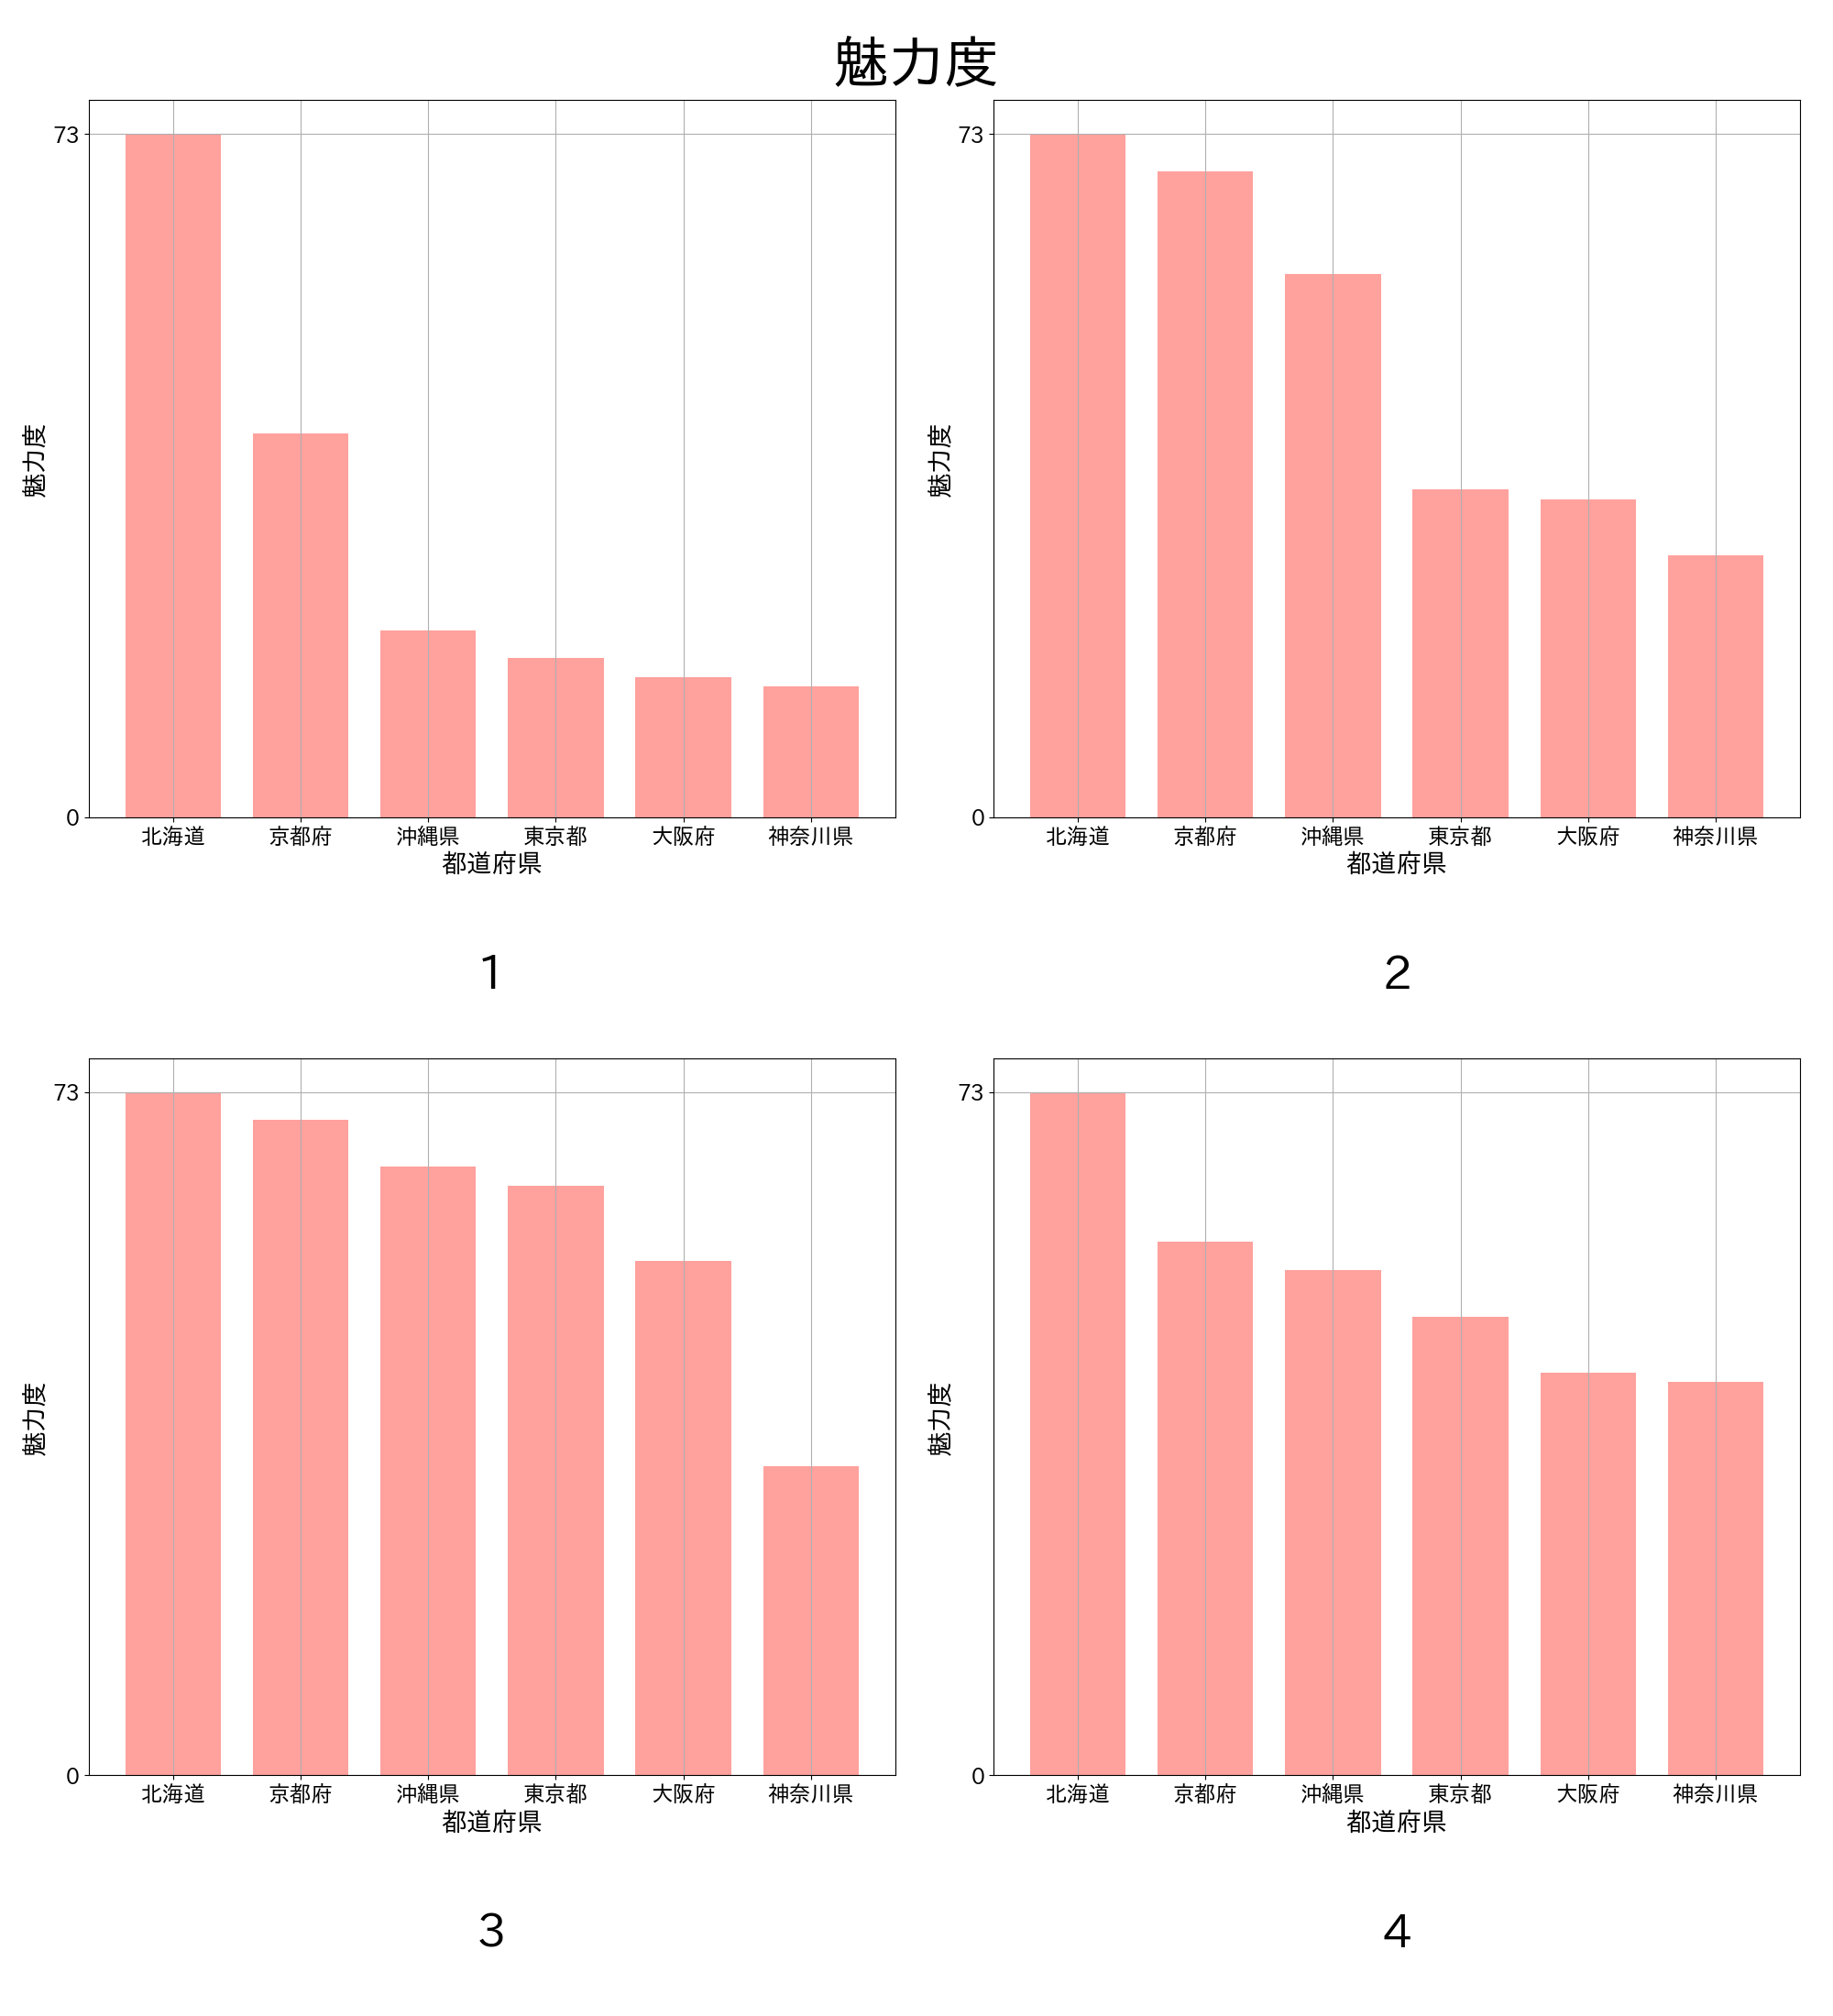 魅力度
73
0
魅力度
北海道 京都府 沖縄県 東京都 大阪府 神奈川県
都道府県
1
73
0
魅力度
北海道 京都府 沖縄県 東京都 大阪府 神奈川県
都道府県
2
73
0
魅力度
北海道 京都府 沖縄県 東京都 大阪府 神奈川県
都道府県
3
73
0
魅力度
北海道 京都府 沖縄県 東京都 大阪府 神奈川県
都道府県
4